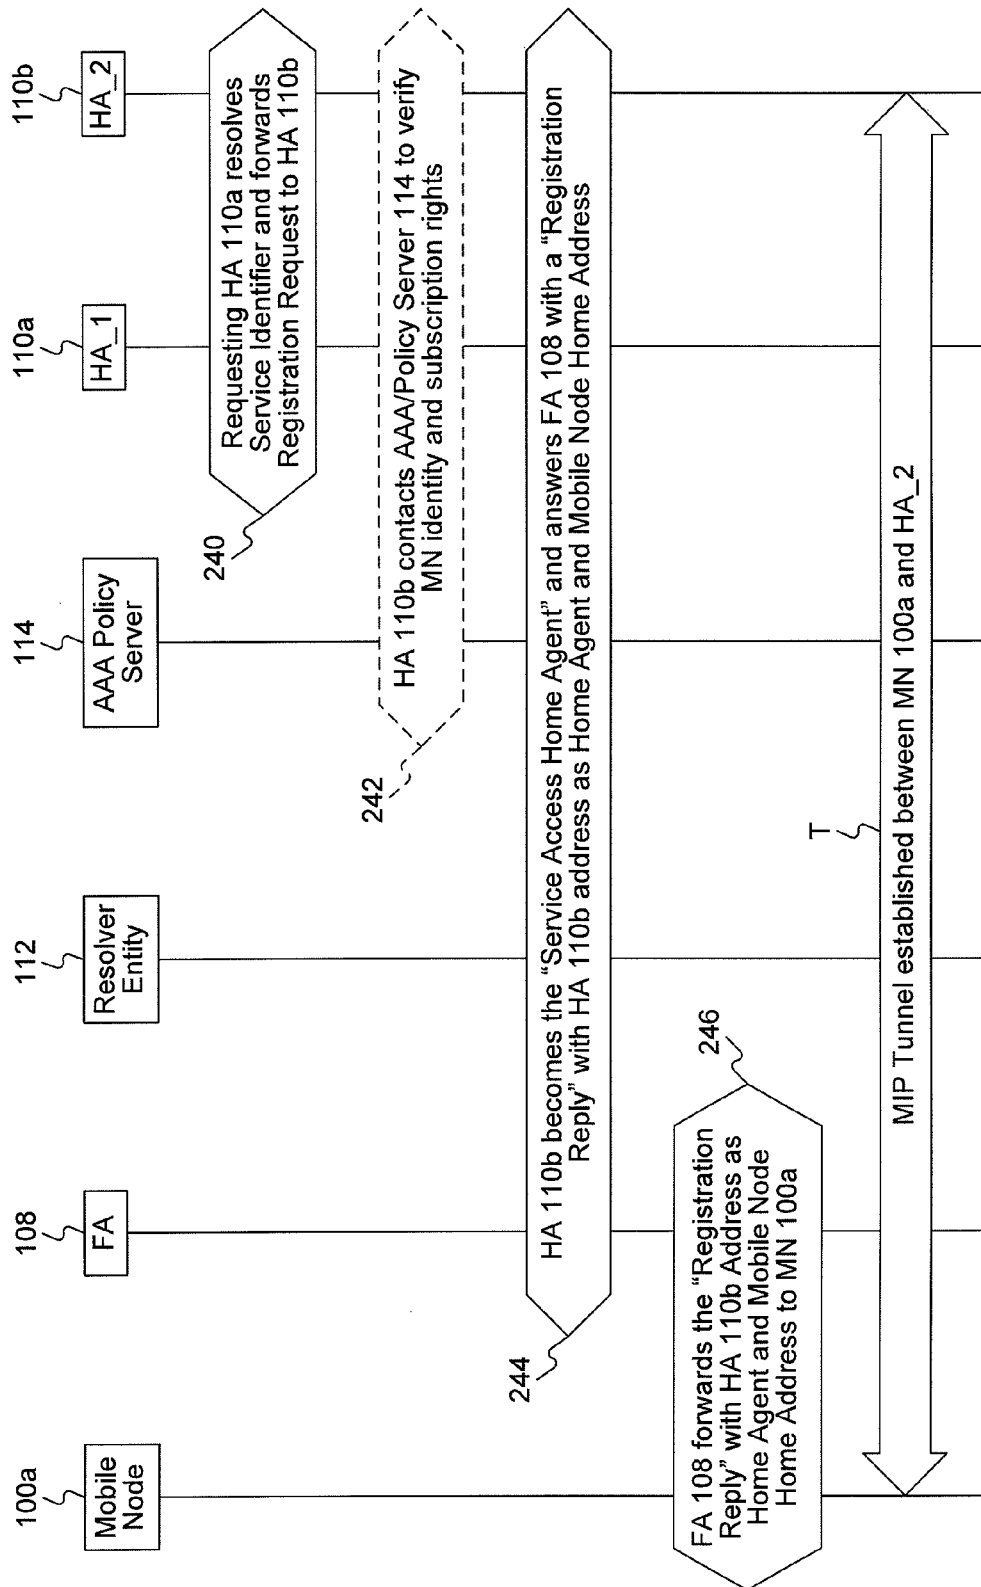 100a
Mobile
Node
108
FA
112
Resolver
Entity
114
AAA Policy
Server
110a
HA_1
110b
HA_2
240
Requesting HA 110a resolves
Service Identifier and forwards
Registration Request to HA 110b
242
HA 110b contacts AAA/Policy Server 114 to verify
MN identity and subscription rights
244
HA 110b becomes the “Service Access Home Agent” and answers FA 108 with a “Registration
Reply” with HA 110b address as Home Agent and Mobile Node Home Address
246
FA 108 forwards the “Registration
Reply” with HA 110b Address as
Home Agent and Mobile Node
Home Address to MN 100a
T
MIP Tunnel established between MN 100a and HA_2